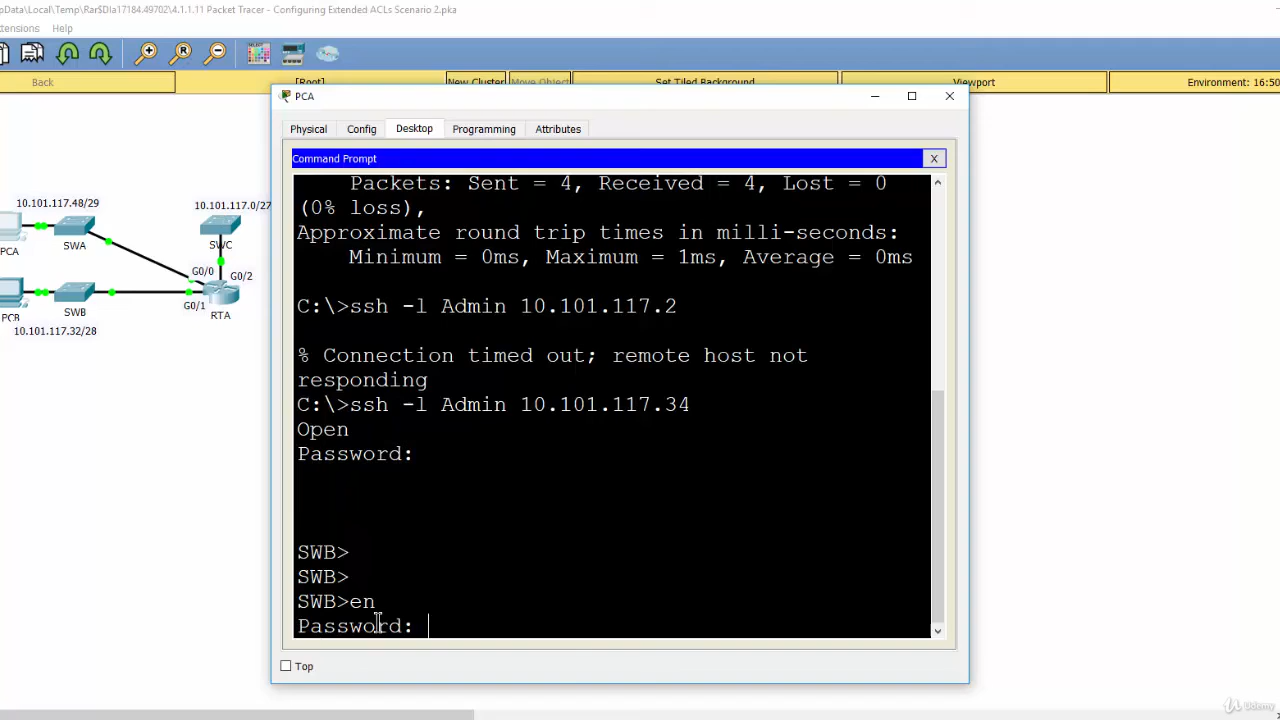 pData\Local\Temp\Rar$DIa17184.49702\4.1.1.11 Packet Tracer - Configuring Extended ACLs Scenario 2.pka
xtensions Help
Back
[Root]
New Cluster
Move Object
Set Tiled Background
Viewport
Environment: 16:50
PCA
Physical
Config
Desktop
Programming
Attributes
Command Prompt
X
Packets: Sent = 4, Received = 4, Lost = 0
(0% loss),
Approximate round trip times in milli-seconds:
Minimum = 0ms, Maximum = 1ms, Average = 0ms
C:\>ssh -l Admin 10.101.117.2
% Connection timed out; remote host not
responding
C:\>ssh -l Admin 10.101.117.34
Open
Password:
SWB>
SWB>
SWB>en
Password:
Top
10.101.117.48/29
10.101.117.0/27
PCA
SWA
SWC
G0/0
G0/2
G0/1
PCB
SWB
RTA
10.101.117.32/28
Udemy